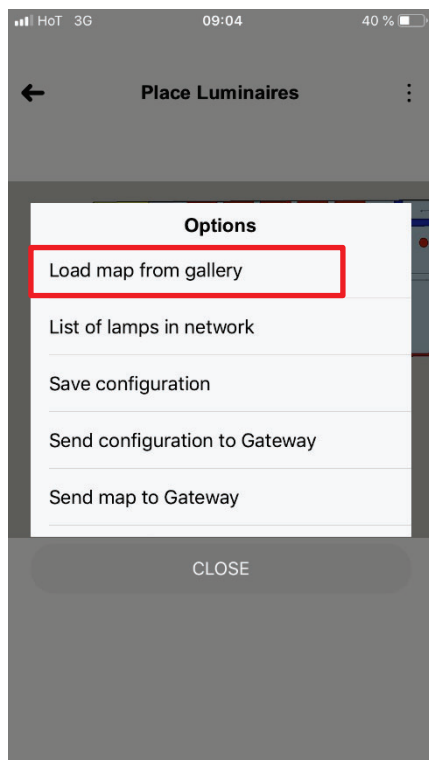 HoT 3G 09:04 40 %
Place Luminaires
Options
Load map from gallery
List of lamps in network
Save configuration
Send configuration to Gateway
Send map to Gateway
CLOSE